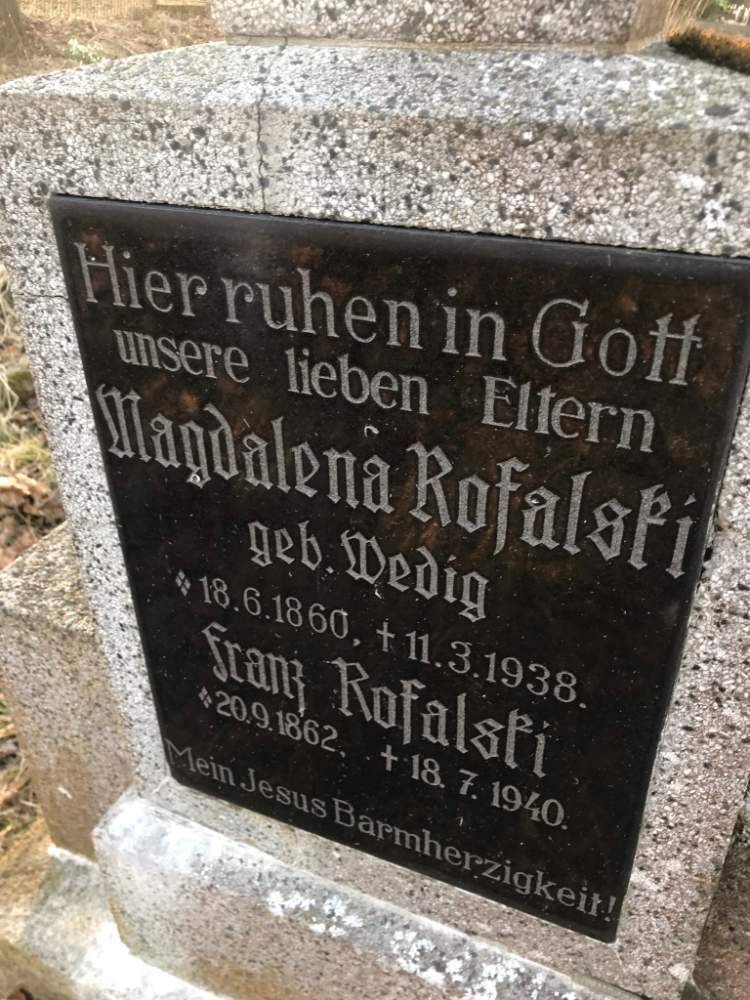 Hier ruhen in Gott
unsere lieben Eltern
Magdalena Rofalski
geb. Wedig
* 18.6.1860, † 11.3.1938.
Franz Rofalski
* 20.9.1862, † 18.7.1940.
Mein Jesus Barmherzigkeit!